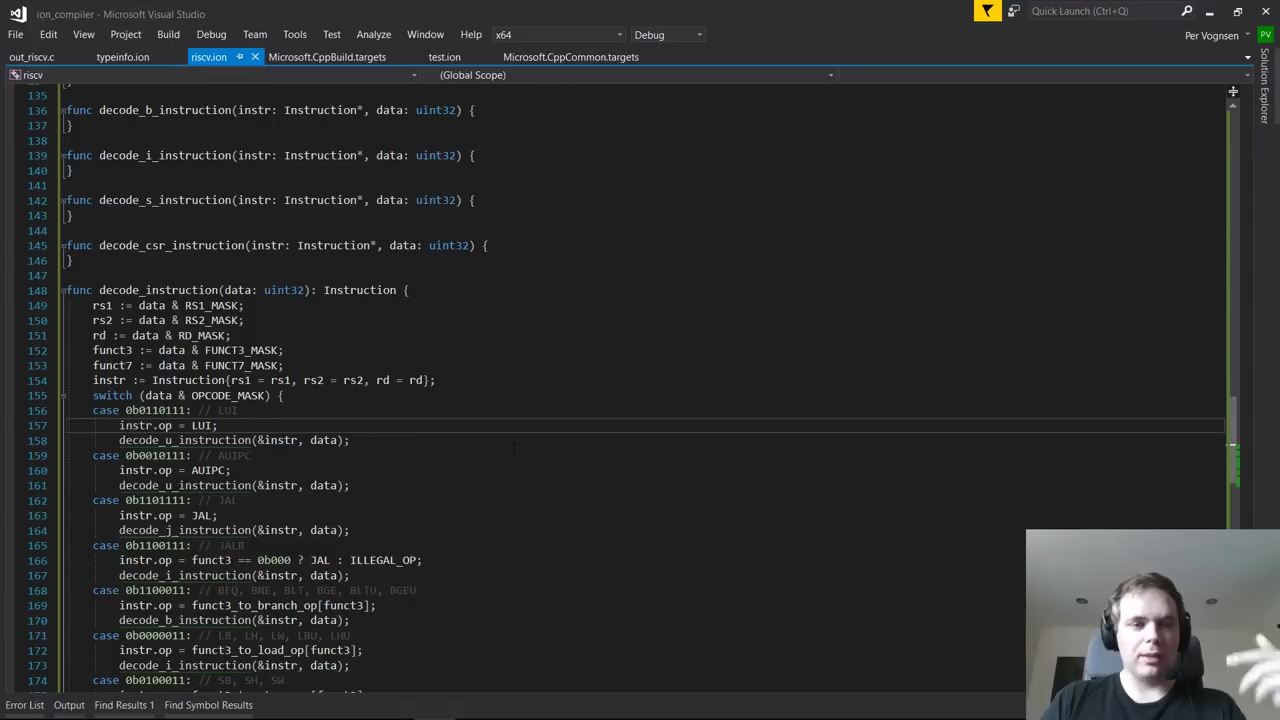 ion_compiler - Microsoft Visual Studio
Quick Launch (Ctrl+Q)
File Edit View Project Build Debug Team Tools Test Analyze Window Help x64 Debug
Per Vognsen PV
out_riscv.c typeinfo.ion riscv.ion Microsoft.CppBuild.targets test.ion Microsoft.CppCommon.targets
riscv (Global Scope)
Solution Explorer
135
136 func decode_b_instruction(instr: Instruction*, data: uint32) {
137 }
138
139 func decode_i_instruction(instr: Instruction*, data: uint32) {
140 }
141
142 func decode_s_instruction(instr: Instruction*, data: uint32) {
143 }
144
145 func decode_csr_instruction(instr: Instruction*, data: uint32) {
146 }
147
148 func decode_instruction(data: uint32): Instruction {
149 rs1 := data & RS1_MASK;
150 rs2 := data & RS2_MASK;
151 rd := data & RD_MASK;
152 funct3 := data & FUNCT3_MASK;
153 funct7 := data & FUNCT7_MASK;
154 instr := Instruction{rs1 = rs1, rs2 = rs2, rd = rd};
155 switch (data & OPCODE_MASK) {
156 case 0b0110111: // LUI
157 instr.op = LUI;
158 decode_u_instruction(&instr, data);
159 case 0b0010111: // AUIPC
160 instr.op = AUIPC;
161 decode_u_instruction(&instr, data);
162 case 0b1101111: // JAL
163 instr.op = JAL;
164 decode_j_instruction(&instr, data);
165 case 0b1100111: // JALR
166 instr.op = funct3 == 0b000 ? JAL : ILLEGAL_OP;
167 decode_i_instruction(&instr, data);
168 case 0b1100011: // BEQ, BNE, BLT, BGE, BLTU, BGEU
169 instr.op = funct3_to_branch_op[funct3];
170 decode_b_instruction(&instr, data);
171 case 0b0000011: // LB, LH, LW, LBU, LHU
172 instr.op = funct3_to_load_op[funct3];
173 decode_i_instruction(&instr, data);
174 case 0b0100011: // SB, SH, SW
Error List Output Find Results 1 Find Symbol Results